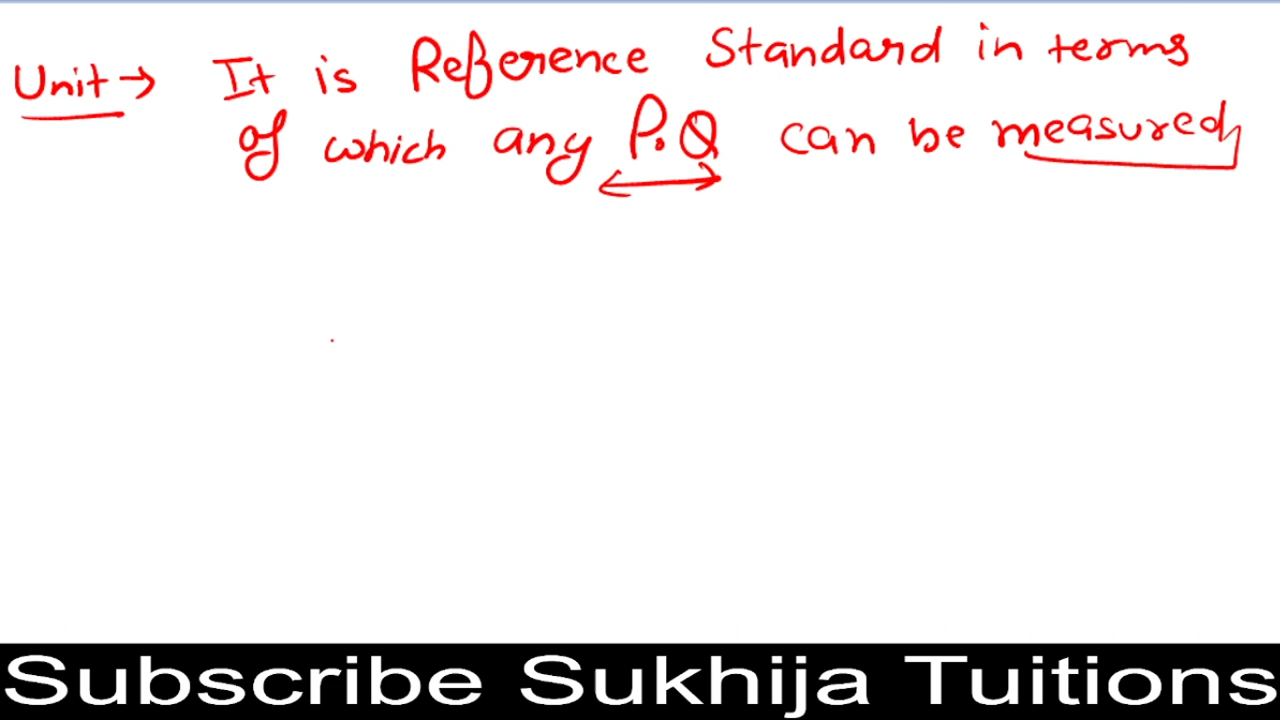 Unit → It is Reference Standard in terms
of which any P.Q can be measured
Subscribe Sukhija Tuitions